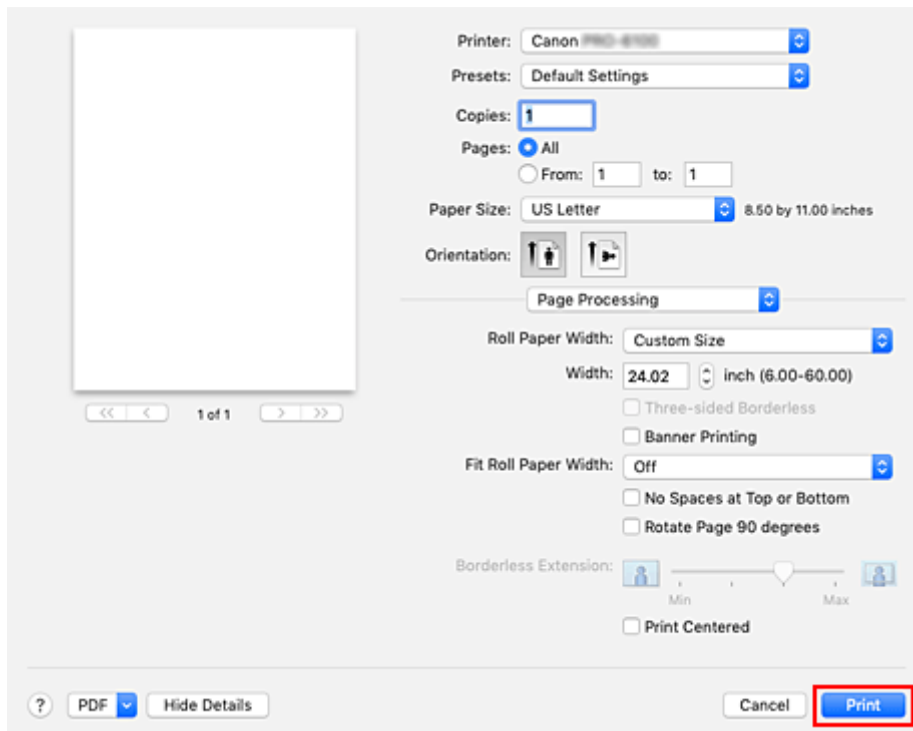 Printer: Canon
Presets: Default Settings
Copies: 1
Pages: All
From: 1 to: 1
Paper Size: US Letter 8.50 by 11.00 inches
Orientation:
Page Processing
Roll Paper Width: Custom Size
Width: 24.02 inch (6.00-60.00)
Three-sided Borderless
Banner Printing
Fit Roll Paper Width: Off
No Spaces at Top or Bottom
Rotate Page 90 degrees
Borderless Extension:
Min Max
Print Centered
<< < 1 of 1 > >>
? PDF Hide Details Cancel Print